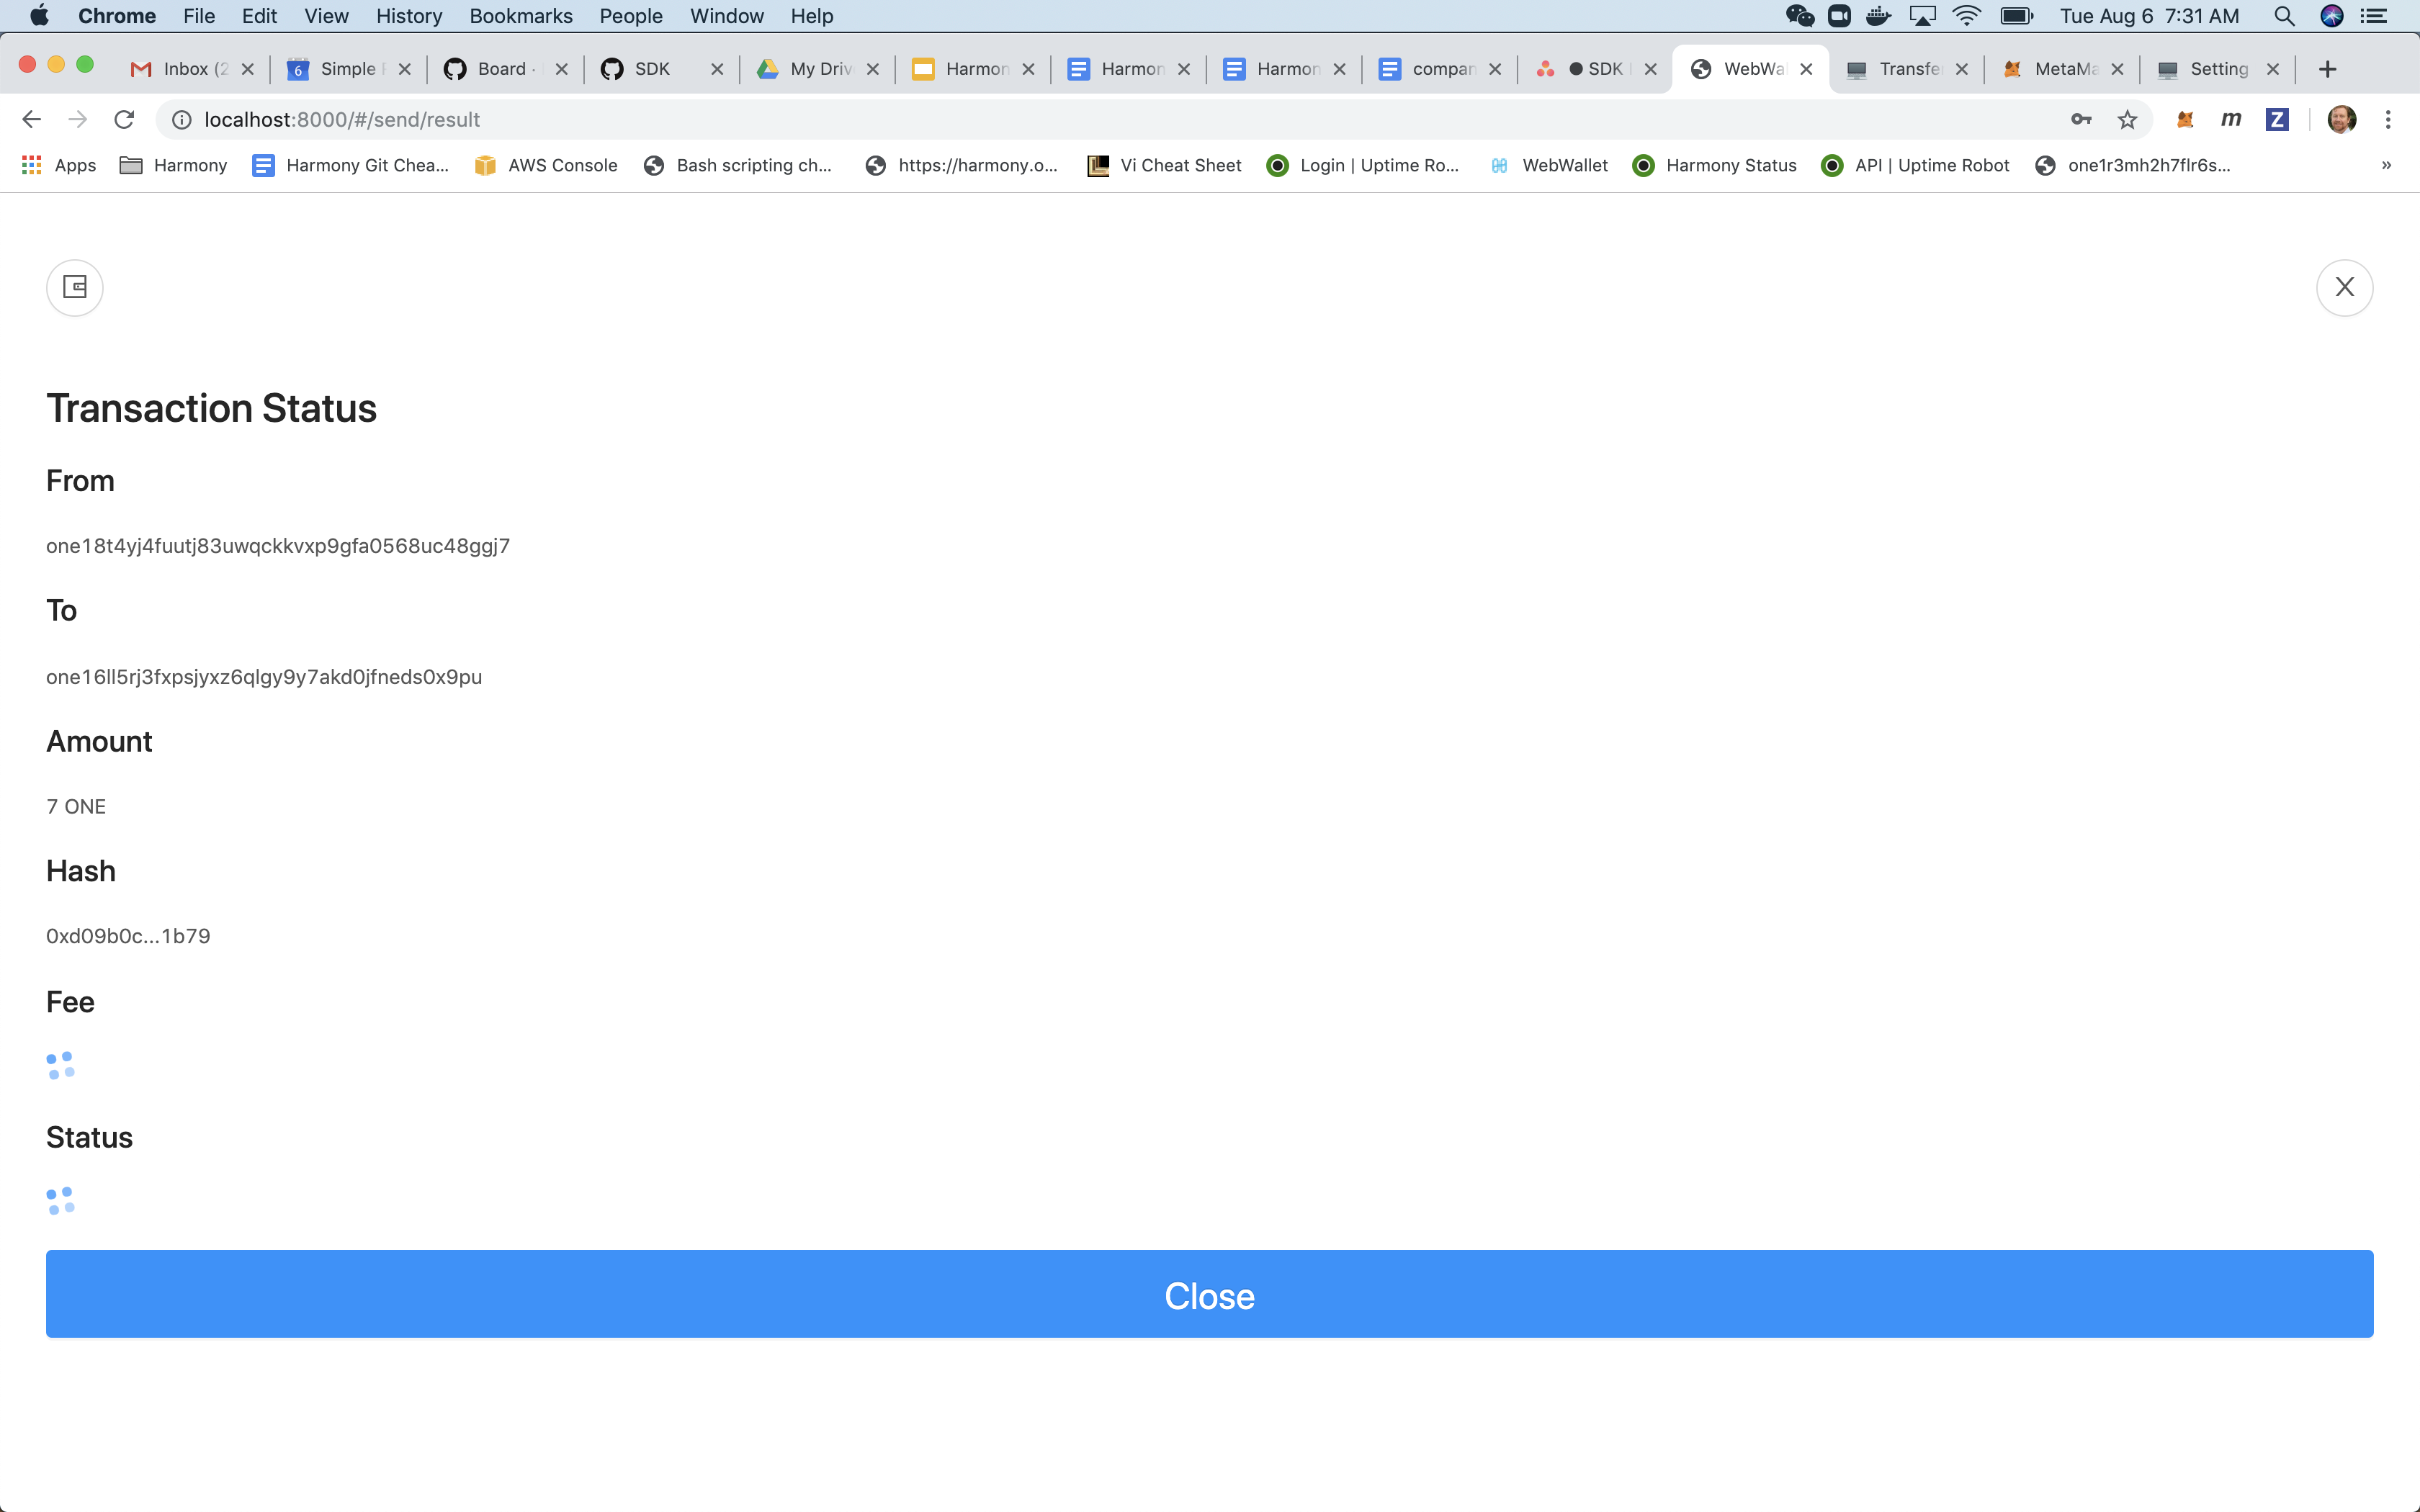 Chrome File Edit View History Bookmarks People Window Help Tue Aug 6 7:31 AM
Inbox (2 Simple Board · SDK My Driv Harmon Harmon Harmon compan SDK WebWal Transfe MetaMa Setting
localhost:8000/#/send/result
Apps Harmony Harmony Git Chea... AWS Console Bash scripting ch... https://harmony.o... Vi Cheat Sheet Login | Uptime Ro... WebWallet Harmony Status API | Uptime Robot one1r3mh2h7flr6s... »
Transaction Status
From
one18t4yj4fuutj83uwqckkvxp9gfa0568uc48ggj7
To
one16ll5rj3fxpsjyxz6qlgy9y7akd0jfneds0x9pu
Amount
7 ONE
Hash
0xd09b0c...1b79
Fee
Status
Close